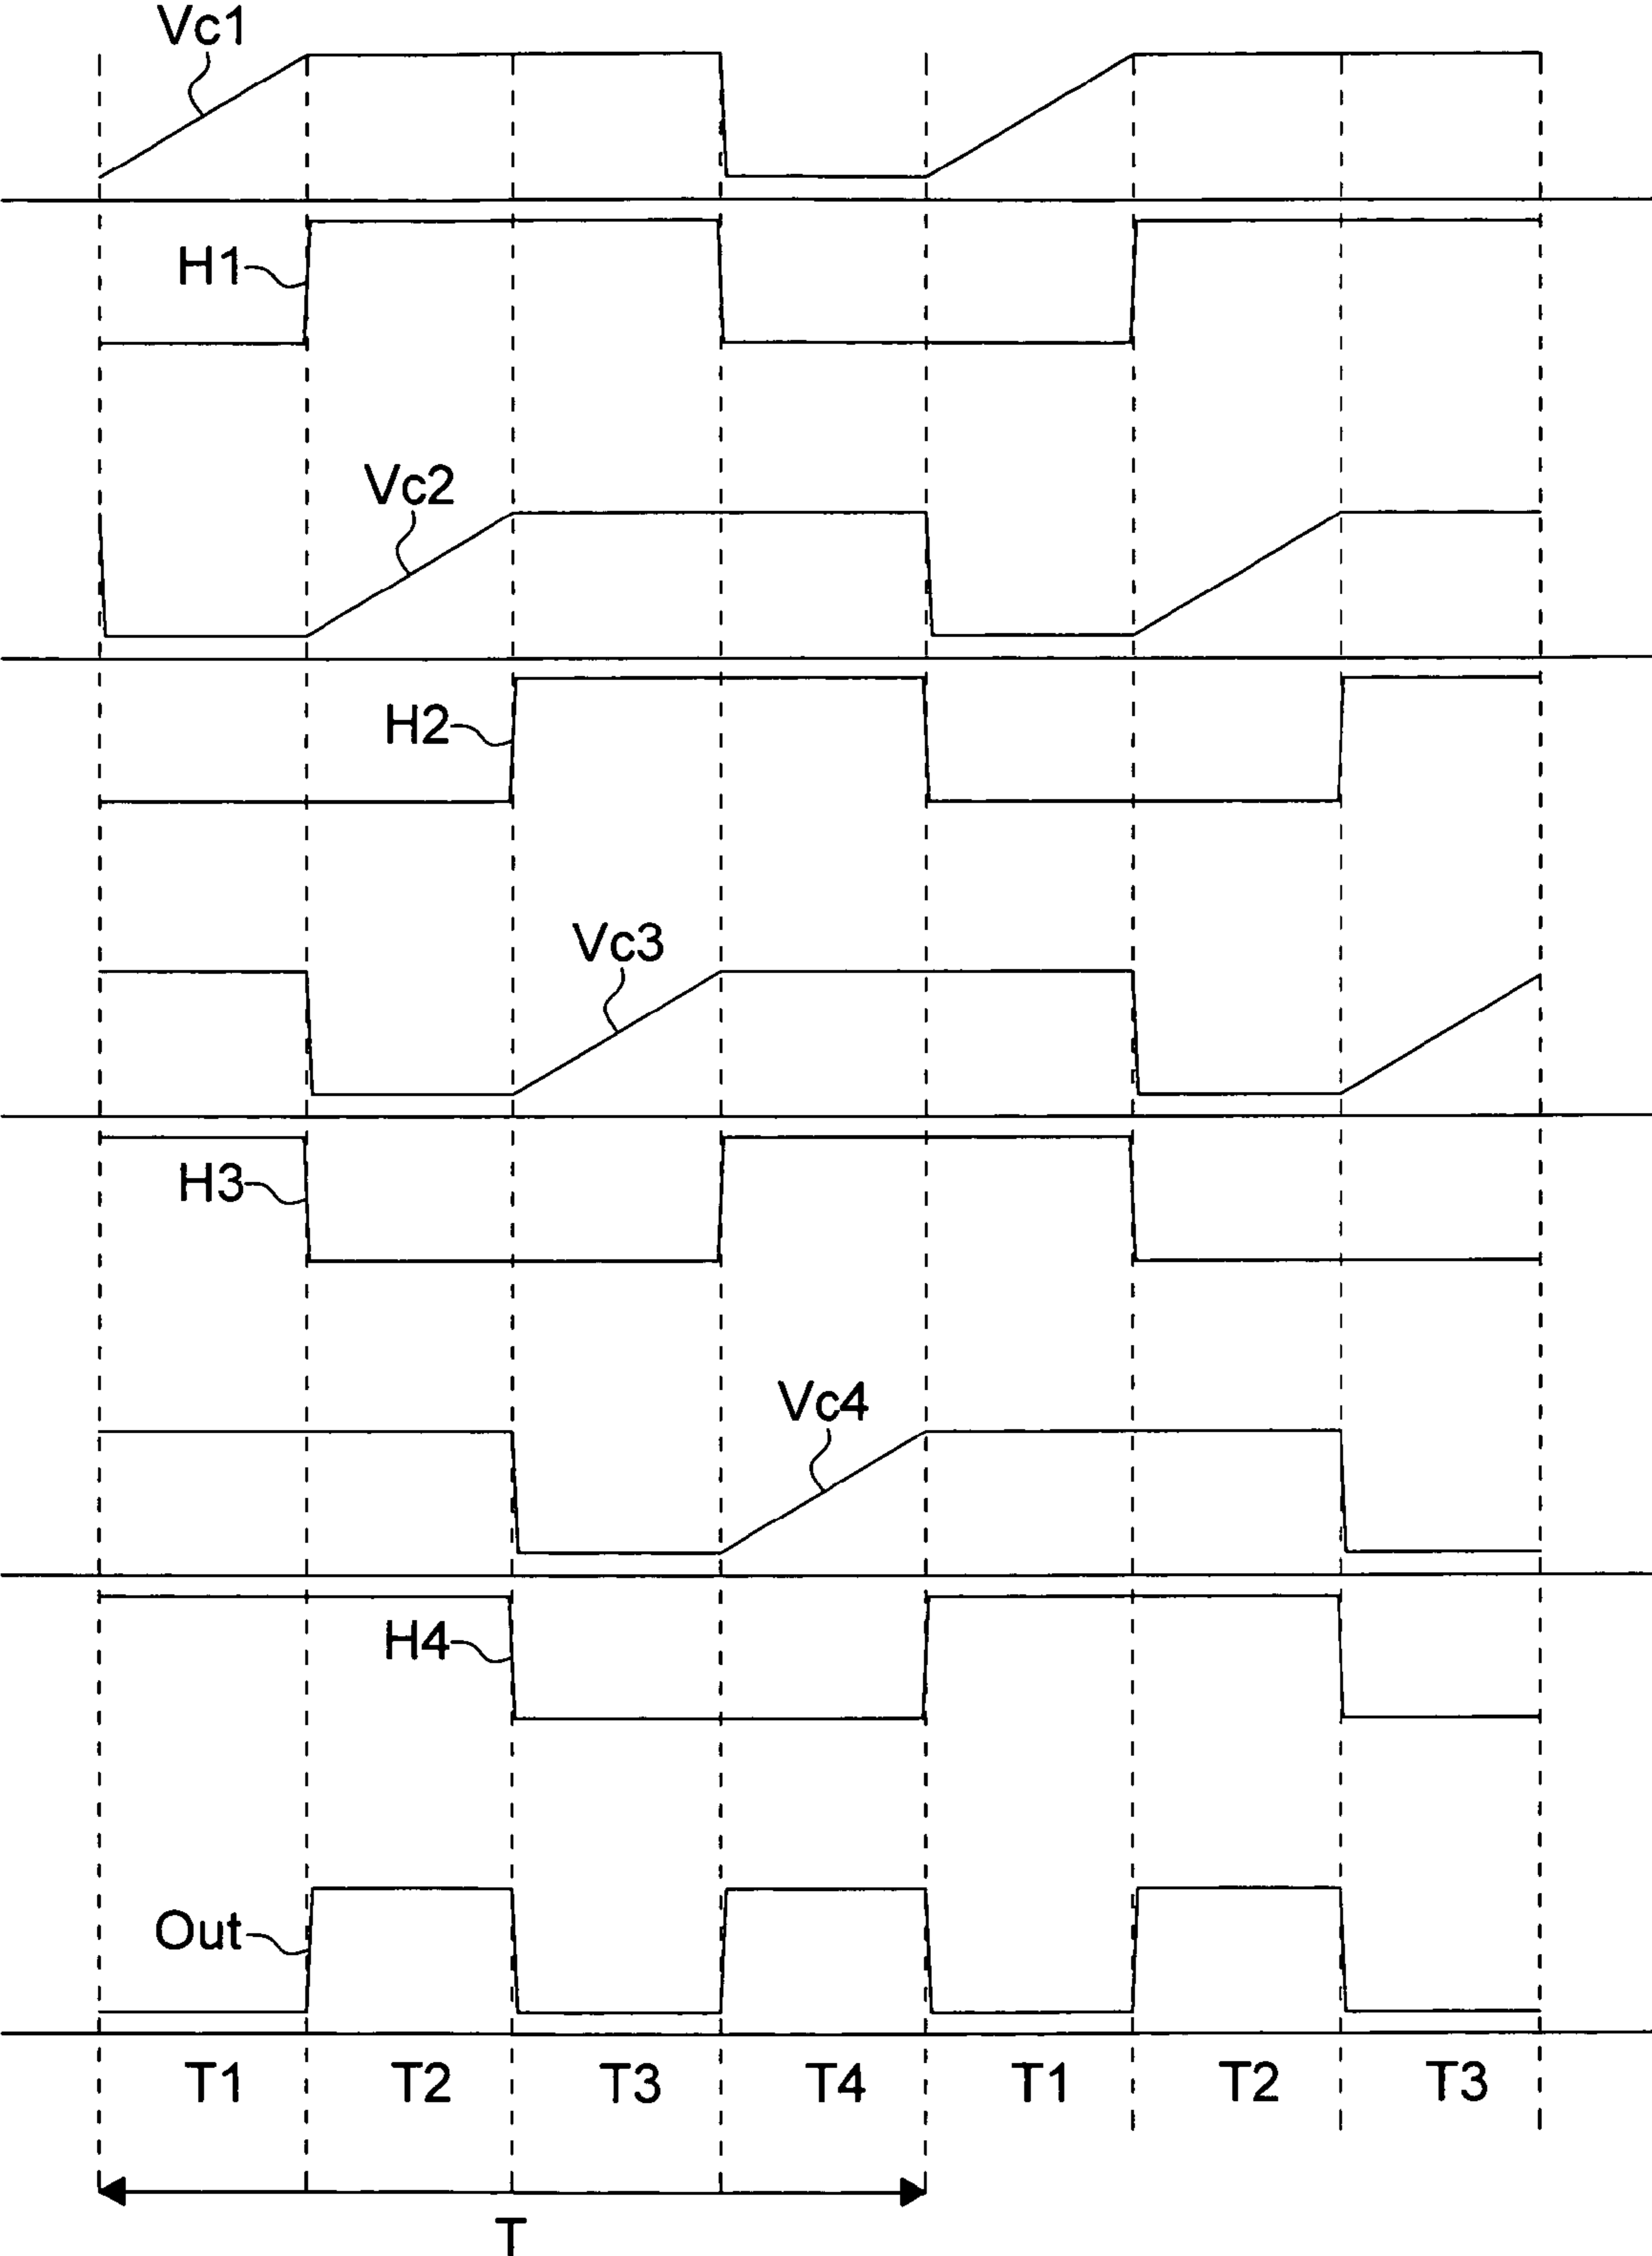 Vc1
H1
Vc2
H2
Vc3
H3
Vc4
H4
Out
T1 T2 T3 T4 T1 T2 T3
T